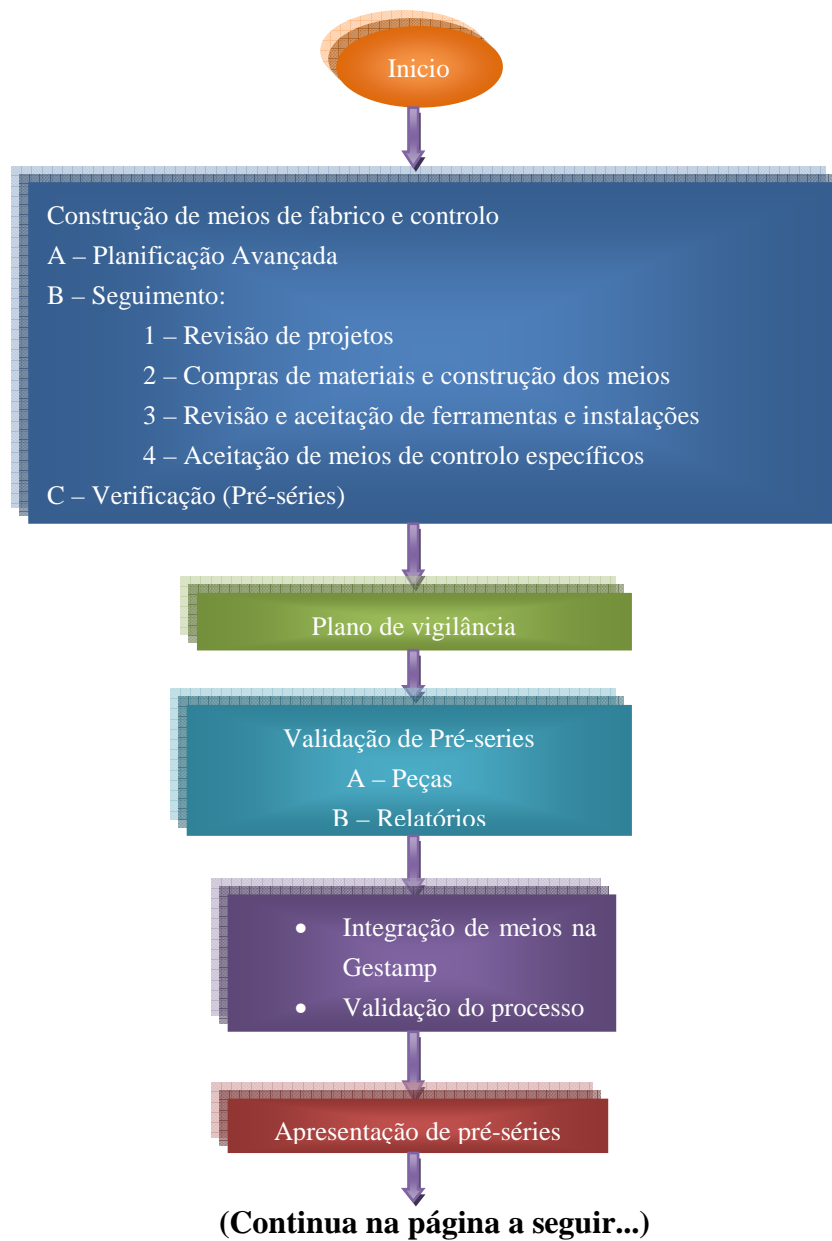 Inicio
Construção de meios de fabrico e controlo
A – Planificação Avançada
B – Seguimento:
1 – Revisão de projetos
2 – Compras de materiais e construção dos meios
3 – Revisão e aceitação de ferramentas e instalações
4 – Aceitação de meios de controlo específicos
C – Verificação (Pré-séries)
Plano de vigilância
Validação de Pré-series
A – Peças
B – Relatórios
• Integração de meios na
Gestamp
• Validação do processo
Apresentação de pré-séries
(Continua na página a seguir...)